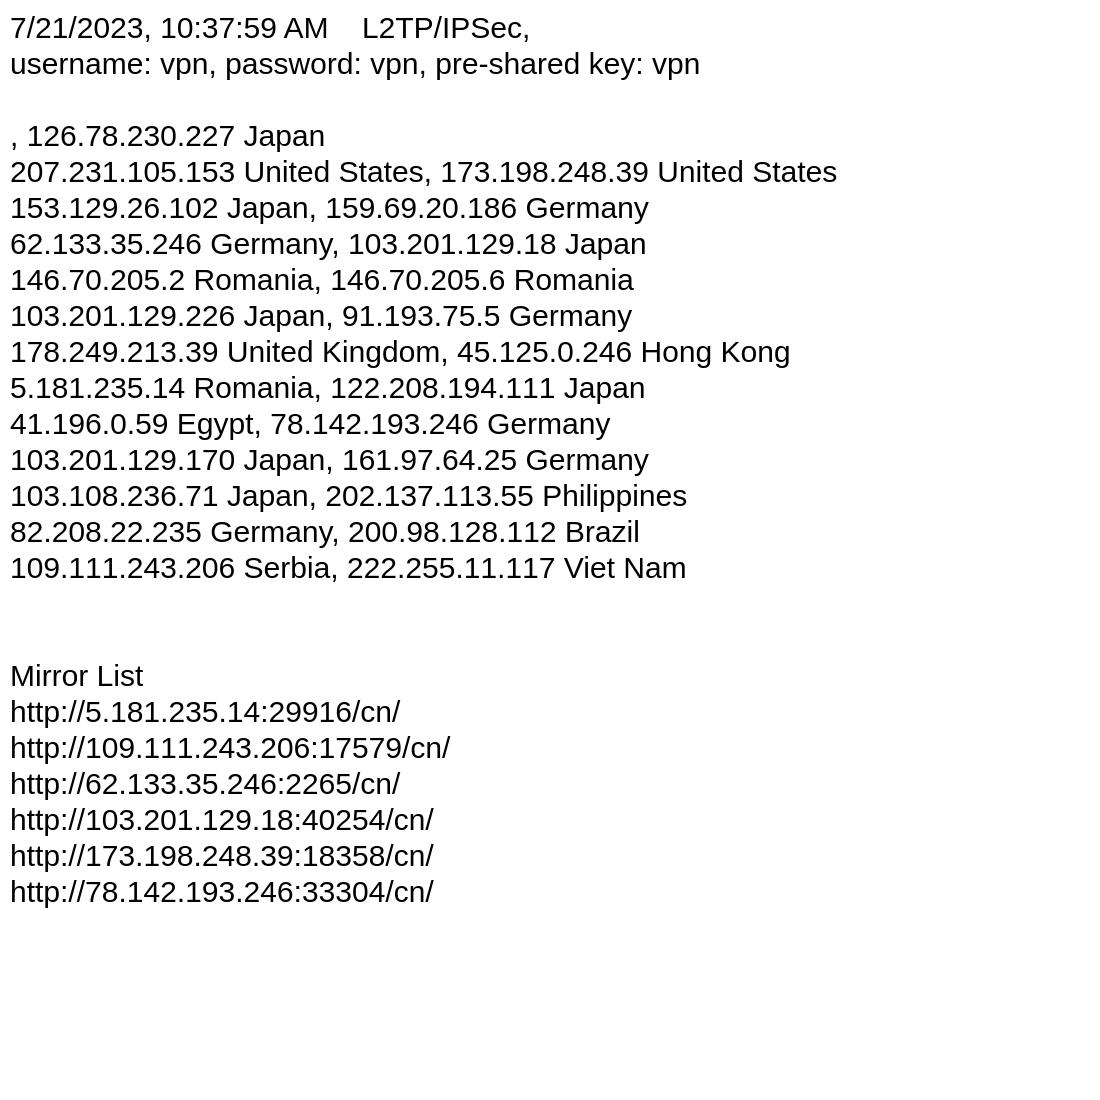 7/21/2023, 10:37:59 AM    L2TP/IPSec,
username: vpn, password: vpn, pre-shared key: vpn
, 126.78.230.227 Japan
207.231.105.153 United States, 173.198.248.39 United States
153.129.26.102 Japan, 159.69.20.186 Germany
62.133.35.246 Germany, 103.201.129.18 Japan
146.70.205.2 Romania, 146.70.205.6 Romania
103.201.129.226 Japan, 91.193.75.5 Germany
178.249.213.39 United Kingdom, 45.125.0.246 Hong Kong
5.181.235.14 Romania, 122.208.194.111 Japan
41.196.0.59 Egypt, 78.142.193.246 Germany
103.201.129.170 Japan, 161.97.64.25 Germany
103.108.236.71 Japan, 202.137.113.55 Philippines
82.208.22.235 Germany, 200.98.128.112 Brazil
109.111.243.206 Serbia, 222.255.11.117 Viet Nam
Mirror List
http://5.181.235.14:29916/cn/
http://109.111.243.206:17579/cn/
http://62.133.35.246:2265/cn/
http://103.201.129.18:40254/cn/
http://173.198.248.39:18358/cn/
http://78.142.193.246:33304/cn/